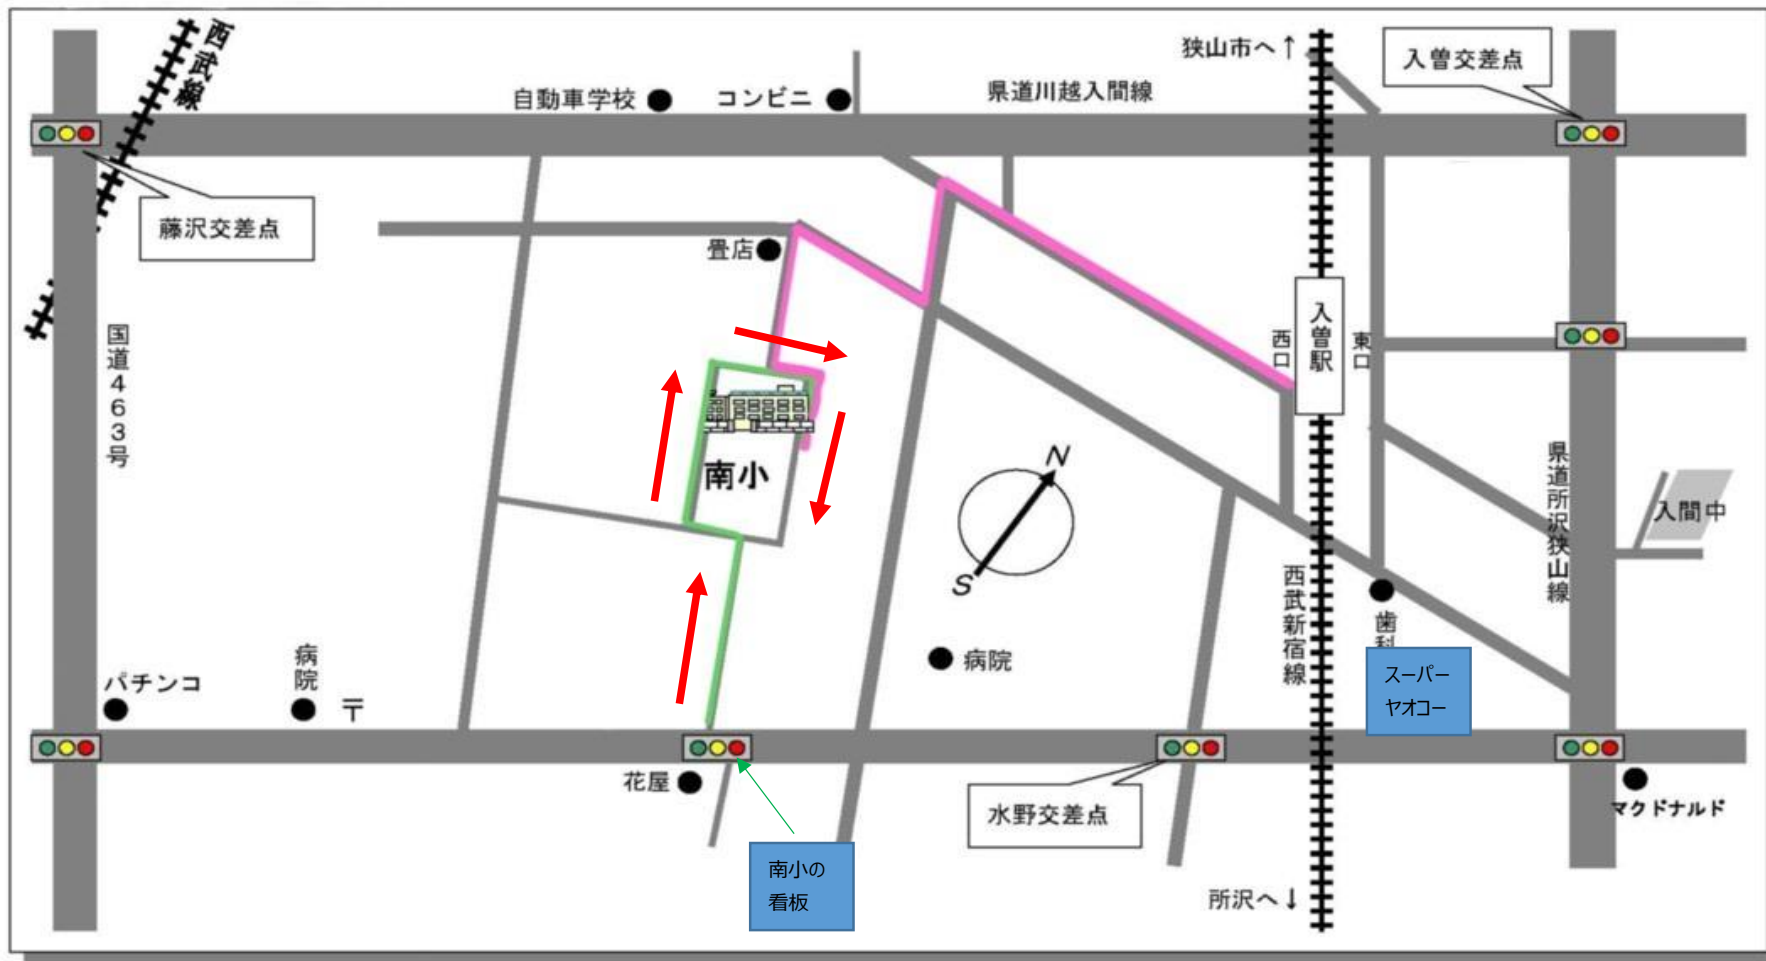 西武線
狭山市へ↑
入曽交差点
自動車学校
コンビニ
県道川越入間線
藤沢交差点
畳店
国道463号
入曽駅
西口
東口
南小
N
S
県道所沢狭山線
入間中
西武新宿線
歯科
病院
病院
〒
パチンコ
スーパー
ヤオコー
花屋
水野交差点
マクドナルド
南小の
看板
所沢へ↓